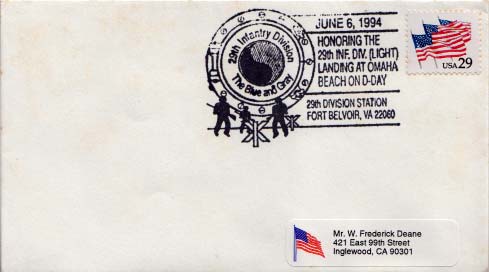 29th Infantry Division
The Blue and Gray
JUNE 6, 1994
HONORING THE
29th INF. DIV. (LIGHT)
LANDING AT OMAHA
BEACH ON D-DAY
29th DIVISION STATION
FORT BELVOIR, VA 22060
USA 29
Mr. W. Frederick Deane
421 East 99th Street
Inglewood, CA 90301